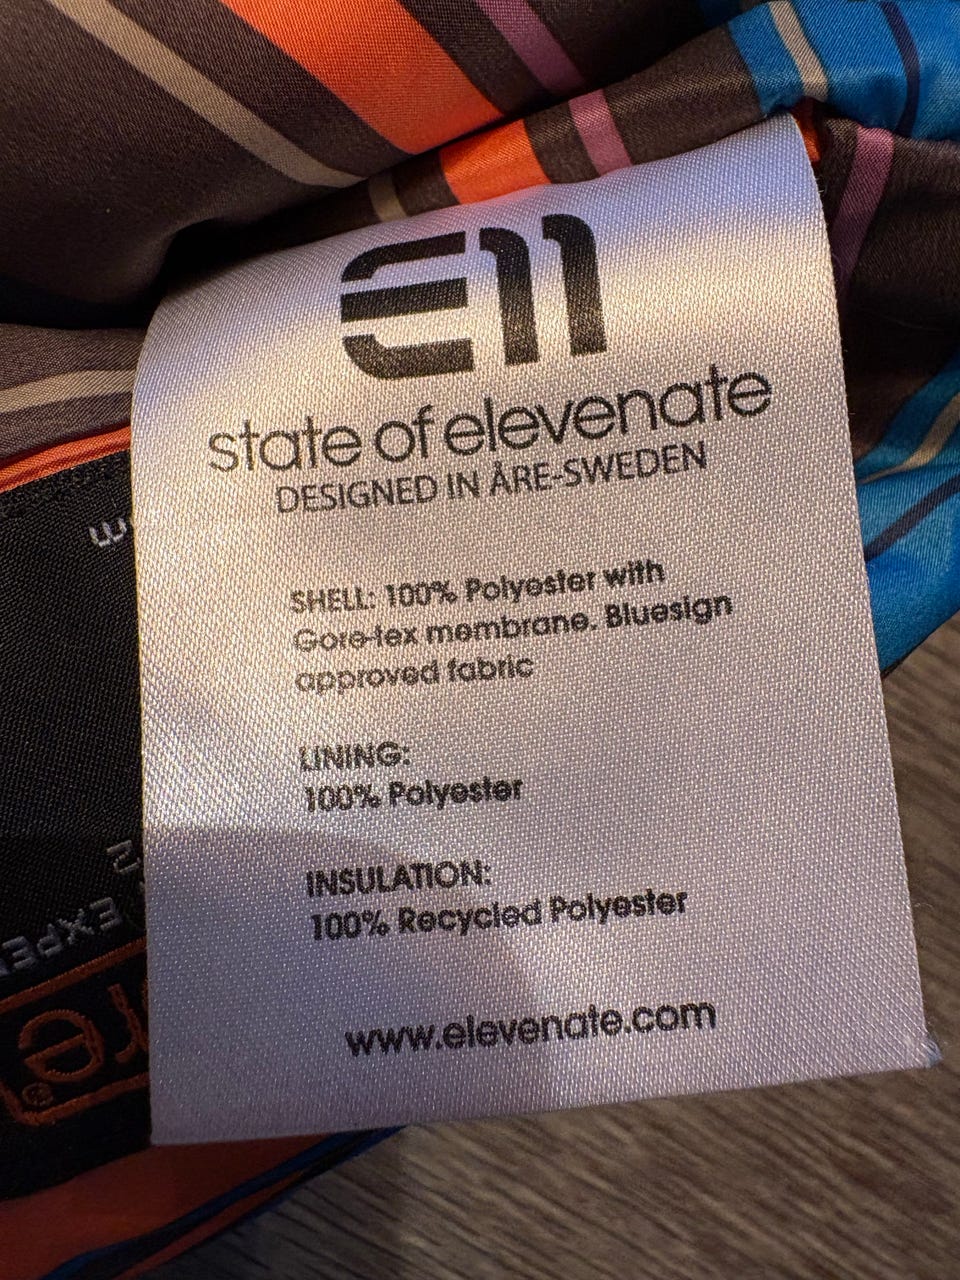 E11
state of elevenate
DESIGNED IN ÅRE-SWEDEN
SHELL: 100% Polyester with
Gore-tex membrane. Bluesign
approved fabric
LINING:
100% Polyester
INSULATION:
100% Recycled Polyester
www.elevenate.com